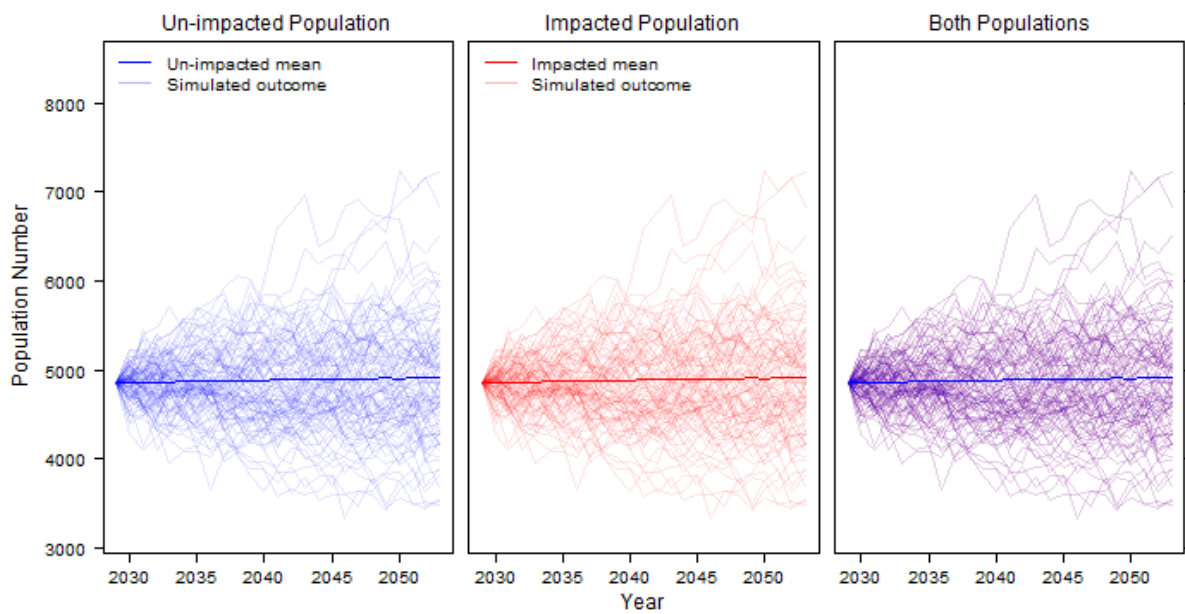 Un-impacted Population
Impacted Population
Both Populations
Un-impacted mean
Simulated outcome
Impacted mean
Simulated outcome
Population Number
8000
7000
6000
5000
4000
3000
2030 2035 2040 2045 2050
2030 2035 2040 2045 2050
2030 2035 2040 2045 2050
Year